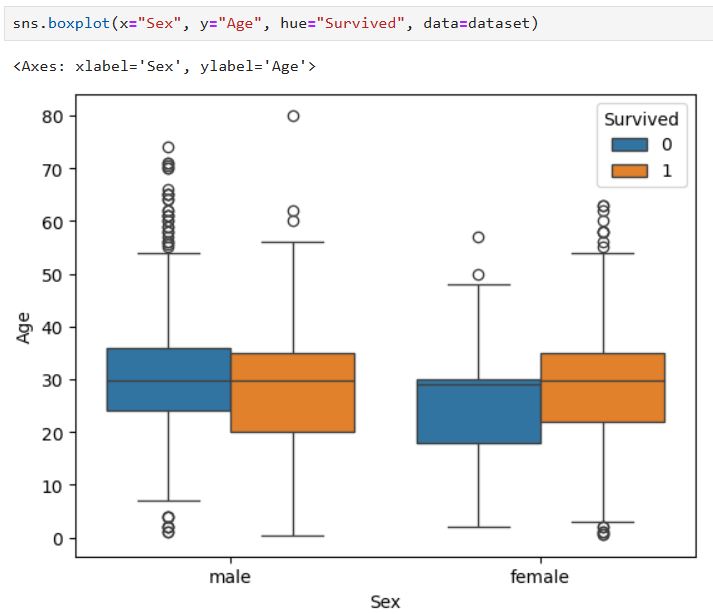 sns.boxplot(x="Sex", y="Age", hue="Survived", data=dataset)
<Axes: xlabel='Sex', ylabel='Age'>
Survived
0
1
80
70
60
50
40
30
20
10
0
Age
male female
Sex